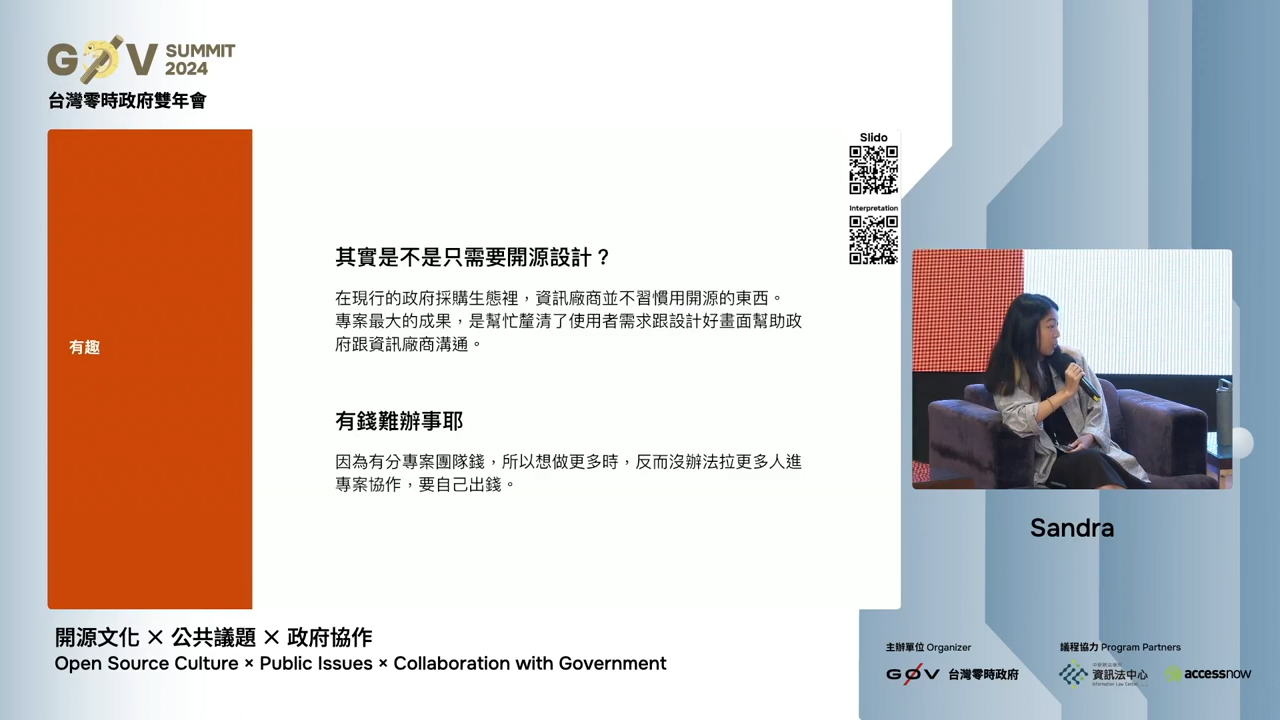 G0V SUMMIT 2024
台灣零時政府雙年會
Slido
Interpretation
有趣
其實是不是只需要開源設計？
在現行的政府採購生態裡，資訊廠商並不習慣用開源的東西。
專案最大的成果，是幫忙釐清了使用者需求跟設計好畫面幫助政
府跟資訊廠商溝通。
有錢難辦事耶
因為有分專案團隊錢，所以想做更多時，反而沒辦法拉更多人進
專案協作，要自己出錢。
Sandra
開源文化 × 公共議題 × 政府協作
Open Source Culture × Public Issues × Collaboration with Government
主辦單位 Organizer
G0V 台灣零時政府
議程協力 Program Partners
資訊法中心
Information Law Center
accessnow